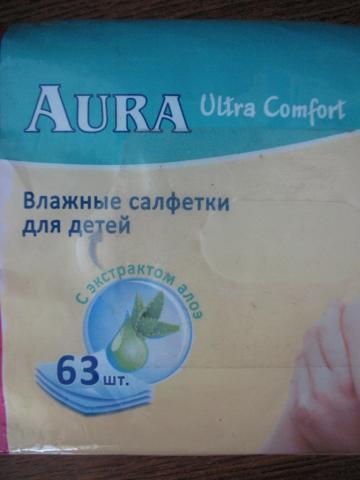 AURA Ultra Comfort
Влажные салфетки
для детей
С экстрактом алоэ
63 шт.